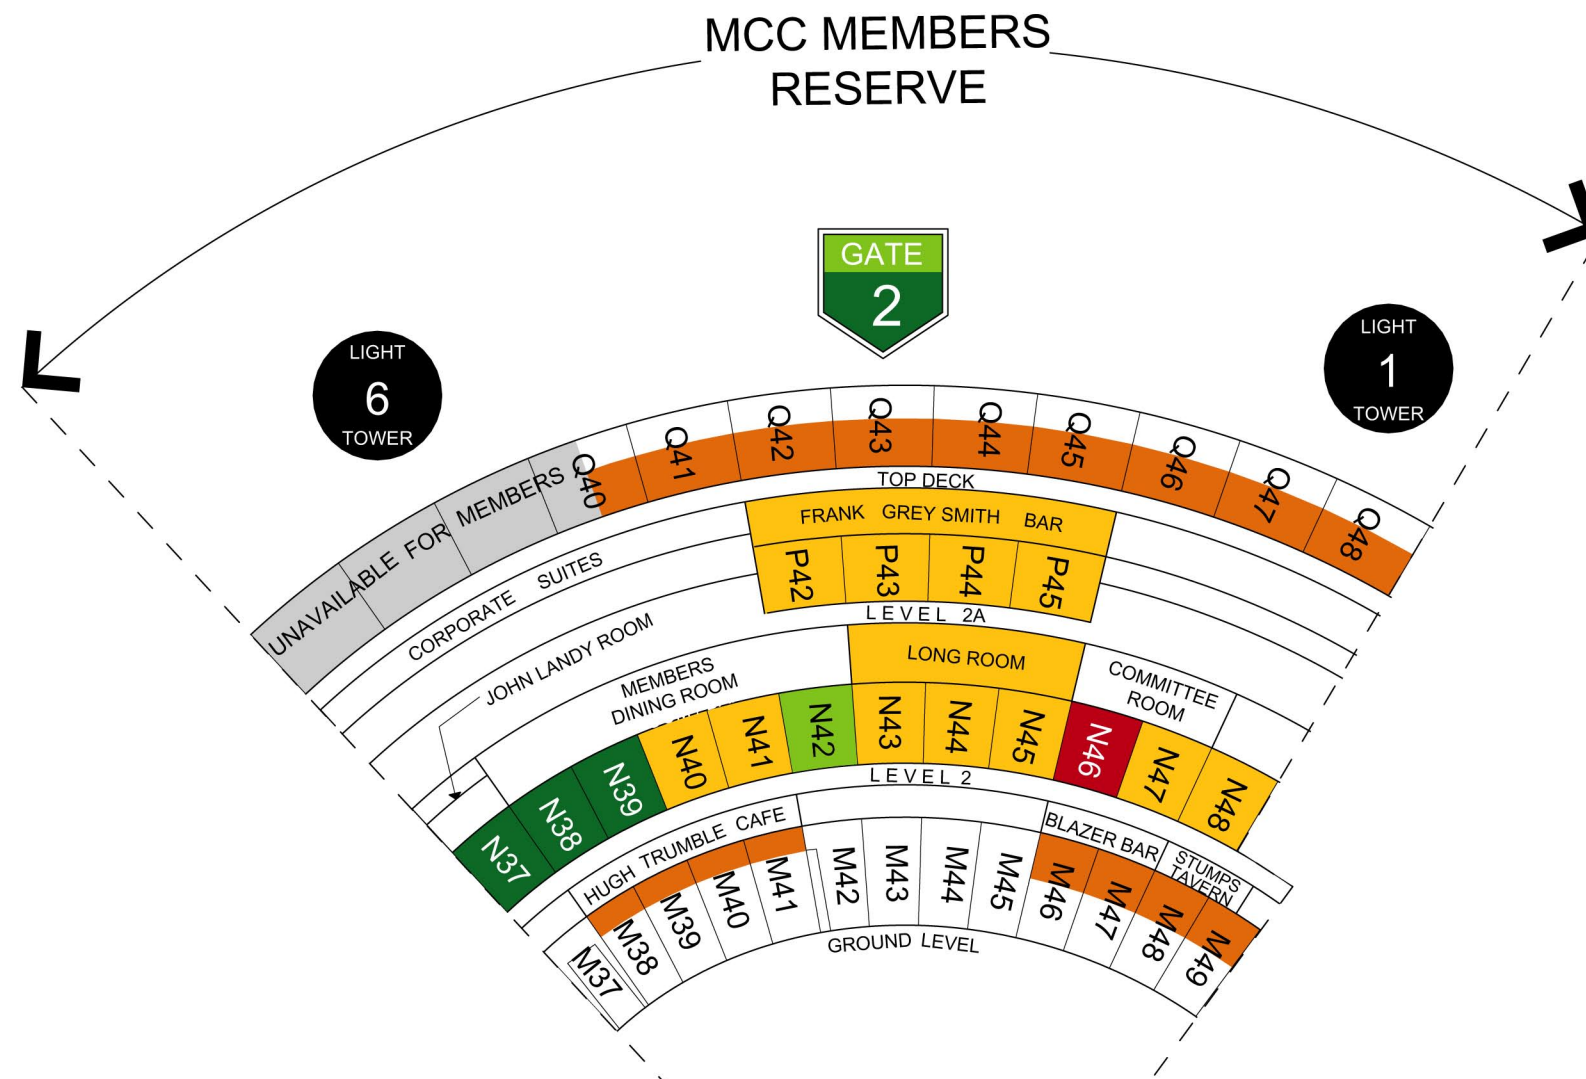 MCC MEMBERS
RESERVE
GATE
2
LIGHT
6
TOWER
LIGHT
1
TOWER
UNAVAILABLE FOR MEMBERS
Q40
Q41
Q42
Q43
Q44
Q45
Q46
Q47
Q48
TOP DECK
CORPORATE SUITES
FRANK GREY SMITH BAR
P42
P43
P44
P45
LEVEL 2A
JOHN LANDY ROOM
MEMBERS
DINING ROOM
LONG ROOM
COMMITTEE
ROOM
N37
N38
N39
N40
N41
N42
N43
N44
N45
N46
N47
N48
LEVEL 2
HUGH TRUMBLE CAFE
BLAZER BAR
STUMPS
TAVERN
M37
M38
M39
M40
M41
M42
M43
M44
M45
M46
M47
M48
M49
GROUND LEVEL